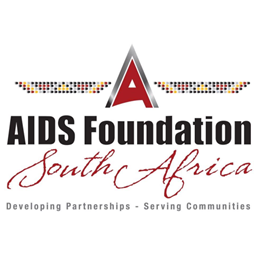 A
AIDS Foundation
South Africa
Developing Partnerships - Serving Communities